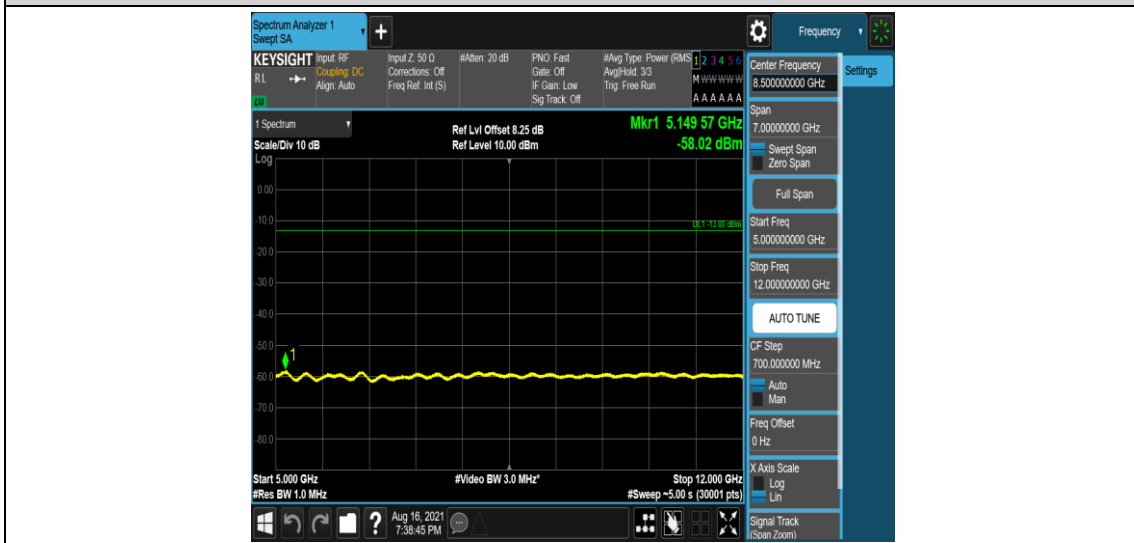 Spectrum Analyzer 1
Swept SA
Frequency
KEYSIGHT
RL
LXI
Input: RF
Coupling: DC
Align: Auto
Input Z: 50 Ω
Corrections: Off
Freq Ref: Int (S)
#Atten: 20 dB
PNO: Fast
Gate: Off
IF Gain: Low
Sig Track: Off
#Avg Type: Power (RMS
Avg|Hold: 3/3
Trig: Free Run
1 2 3 4 5 6
M W W W W W
A A A A A A
1 Spectrum
Scale/Div 10 dB
Ref Lvl Offset 8.25 dB
Ref Level 10.00 dBm
Mkr1 5.149 57 GHz
-58.02 dBm
Log
0.00
-10.0
DL1 -13.00 dBm
-20.0
-30.0
-40.0
-50.0
1
-60.0
-70.0
-80.0
Start 5.000 GHz
#Res BW 1.0 MHz
#Video BW 3.0 MHz*
Stop 12.000 GHz
#Sweep ~5.00 s (30001 pts)
Center Frequency
8.500000000 GHz
Settings
Span
7.00000000 GHz
Swept Span
Zero Span
Full Span
Start Freq
5.000000000 GHz
Stop Freq
12.000000000 GHz
AUTO TUNE
CF Step
700.000000 MHz
Auto
Man
Freq Offset
0 Hz
X Axis Scale
Log
Lin
Signal Track
(Span Zoom)
?
Aug 16, 2021
7:38:45 PM